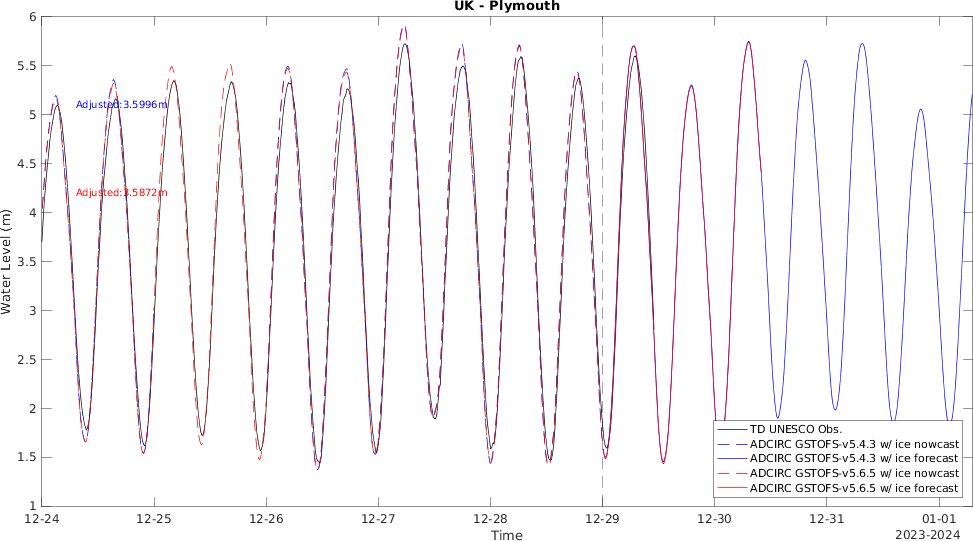 UK - Plymouth
6
5.5
5
4.5
4
3.5
3
2.5
2
1.5
1
Water Level (m)
Adjusted:3.5996m
Adjusted:3.5872m
TD UNESCO Obs.
ADCIRC GSTOFS-v5.4.3 w/ ice nowcast
ADCIRC GSTOFS-v5.4.3 w/ ice forecast
ADCIRC GSTOFS-v5.6.5 w/ ice nowcast
ADCIRC GSTOFS-v5.6.5 w/ ice forecast
12-24 12-25 12-26 12-27 12-28 12-29 12-30 12-31 01-01
Time
2023-2024